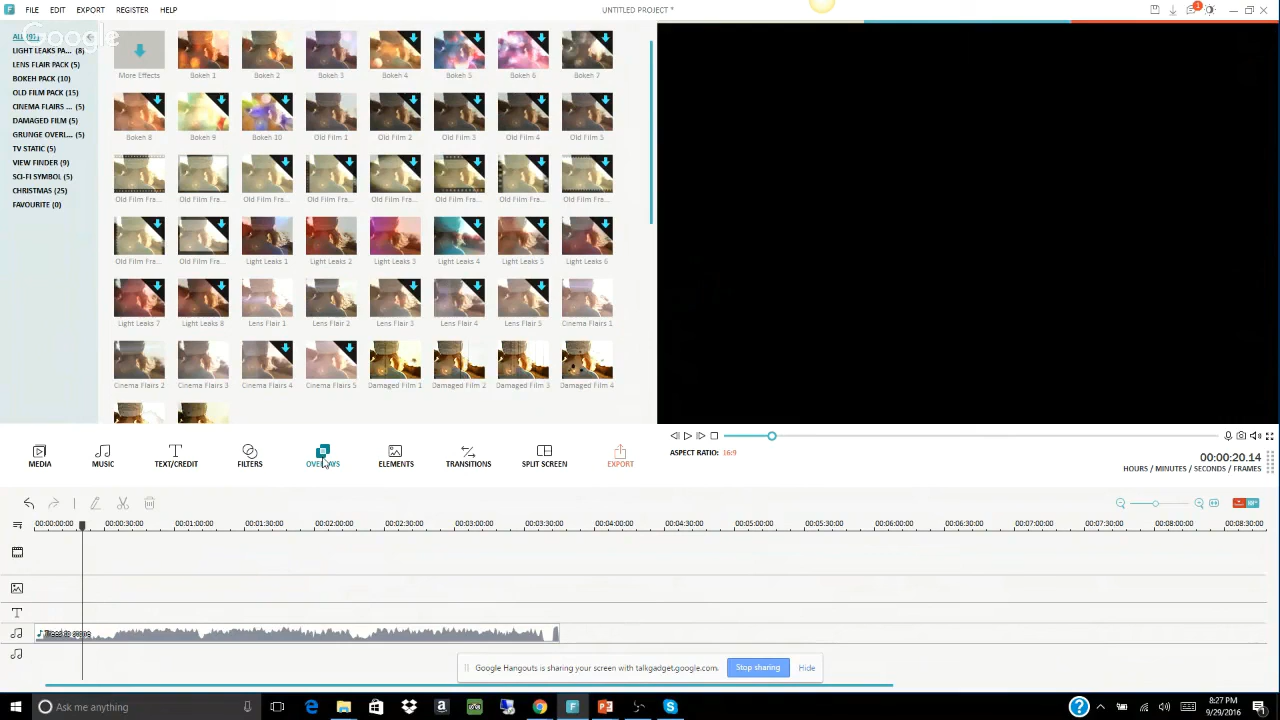 FILE EDIT EXPORT REGISTER HELP
UNTITLED PROJECT *
1
Google
LIGHT LEAKS PA... (8)
LENS FLAIR PACK (5)
BOKEH PACK (10)
OLD FILM PACK (15)
CINEMA FLAIRS ... (5)
DAMAGED FILM (5)
GRUNGE OVERL... (5)
TV STATIC (5)
VIEW FINDER (9)
SCI-FI SYMBOL (5)
CHRISTMAS (25)
FAVOURITE (0)
More Effects Bokeh 1 Bokeh 2 Bokeh 3 Bokeh 4 Bokeh 5 Bokeh 6 Bokeh 7
Bokeh 8 Bokeh 9 Bokeh 10 Old Film 1 Old Film 2 Old Film 3 Old Film 4 Old Film 5
Old Film Fra... Old Film Fra... Old Film Fra... Old Film Fra... Old Film Fra... Old Film Fra... Old Film Fra... Old Film Fra...
Old Film Fra... Old Film Fra... Light Leaks 1 Light Leaks 2 Light Leaks 3 Light Leaks 4 Light Leaks 5 Light Leaks 6
Light Leaks 7 Light Leaks 8 Lens Flair 1 Lens Flair 2 Lens Flair 3 Lens Flair 4 Lens Flair 5 Cinema Flairs 1
Cinema Flairs 2 Cinema Flairs 3 Cinema Flairs 4 Cinema Flairs 5 Damaged Film 1 Damaged Film 2 Damaged Film 3 Damaged Film 4
MEDIA MUSIC TEXT/CREDIT FILTERS OVERLAYS ELEMENTS TRANSITIONS SPLIT SCREEN EXPORT
ASPECT RATIO: 16:9
00:00:20.14
HOURS / MINUTES / SECONDS / FRAMES
00:00:00:00 00:00:30:00 00:01:00:00 00:01:30:00 00:02:00:00 00:02:30:00 00:03:00:00 00:03:30:00 00:04:00:00 00:04:30:00 00:05:00:00 00:05:30:00 00:06:00:00 00:06:30:00 00:07:00:00 00:07:30:00 00:08:00:00 00:08:30:00
Google Hangouts is sharing your screen with talkgadget.google.com.
Stop sharing
Hide
Ask me anything
8:27 PM
9/29/2016